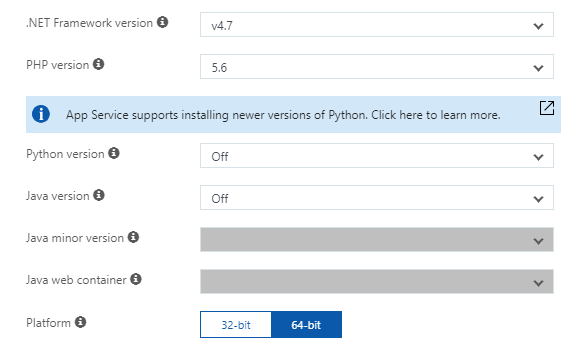 .NET Framework version v4.7
PHP version 5.6
App Service supports installing newer versions of Python. Click here to learn more.
Python version Off
Java version Off
Java minor version
Java web container
Platform 32-bit 64-bit